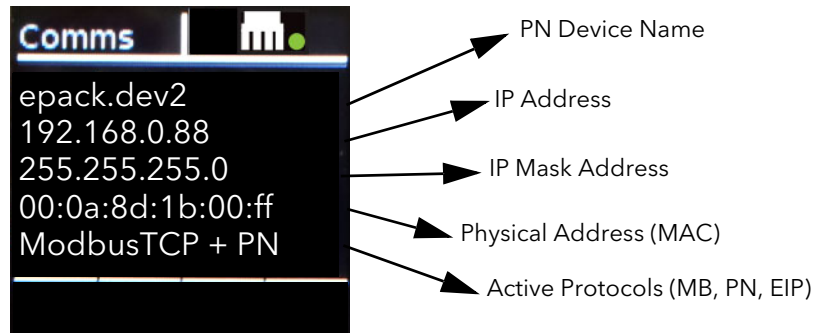 Comms
epack.dev2
192.168.0.88
255.255.255.0
00:0a:8d:1b:00:ff
ModbusTCP + PN
PN Device Name
IP Address
IP Mask Address
Physical Address (MAC)
Active Protocols (MB, PN, EIP)